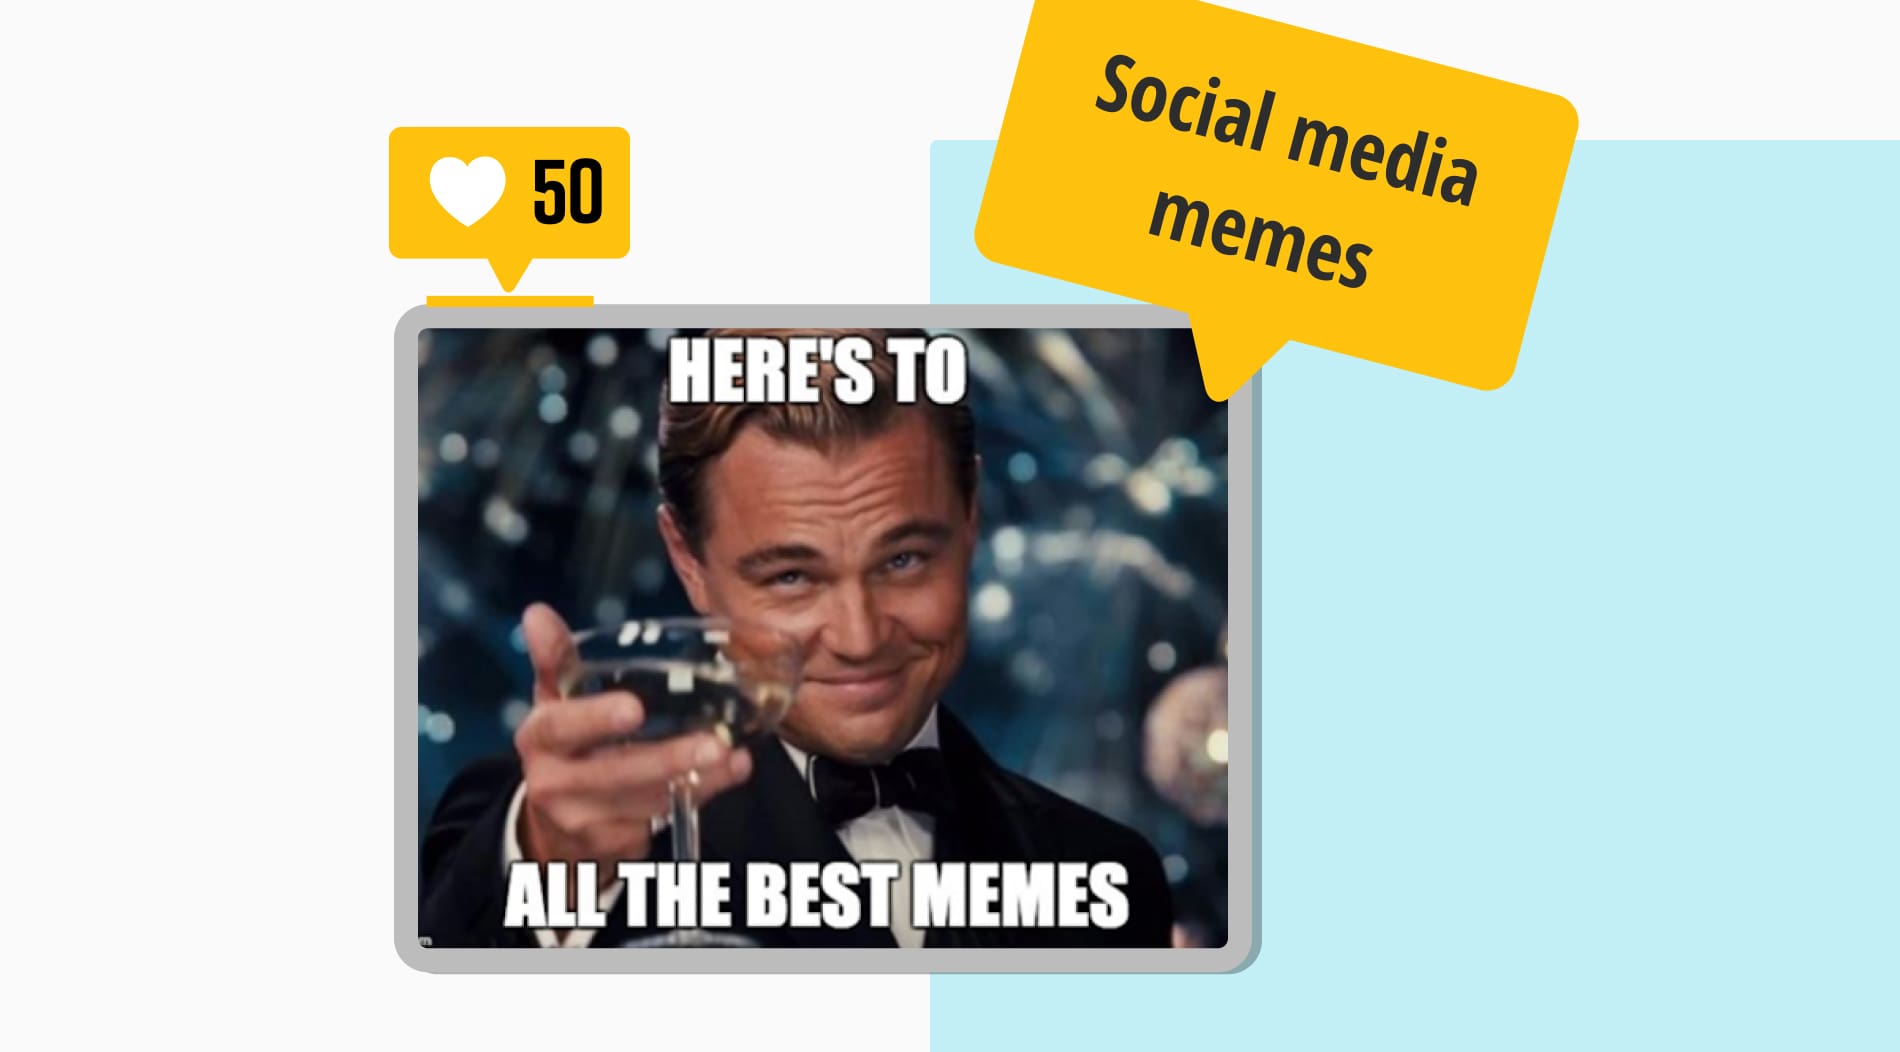 Social media
memes
50
HERE'S TO
ALL THE BEST MEMES
m